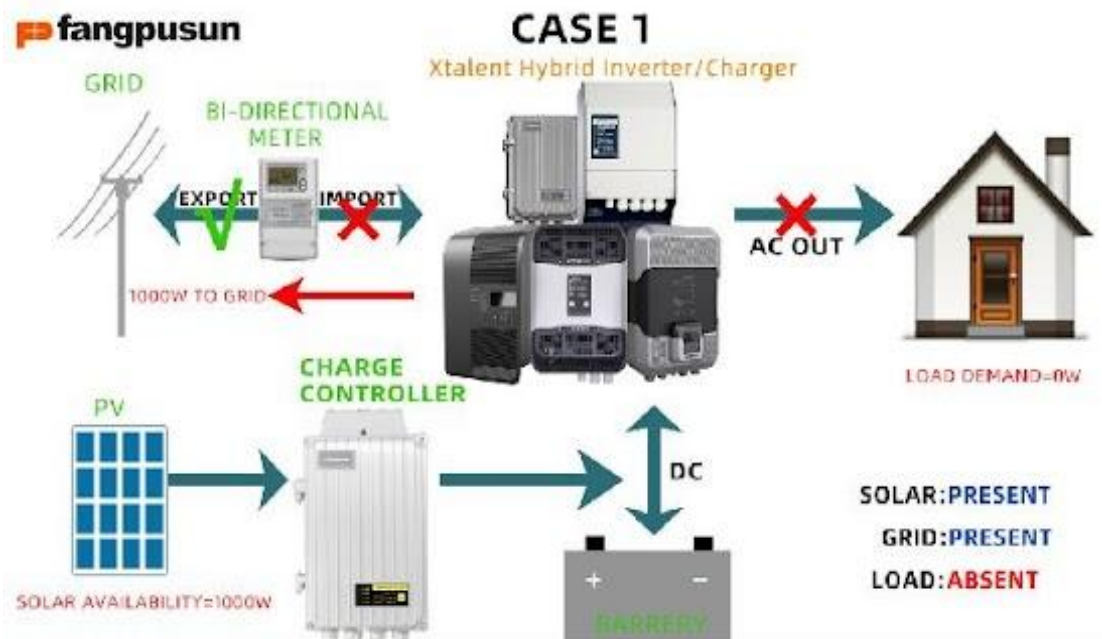 fangpusun
CASE 1
Xtalent Hybrid Inverter/Charger
GRID
BI-DIRECTIONAL
METER
EXPORT
IMPORT
AC OUT
1000W TO GRID
LOAD DEMAND=0W
CHARGE
CONTROLLER
PV
DC
SOLAR:PRESENT
GRID:PRESENT
LOAD:ABSENT
+
-
BARRERY
SOLAR AVAILABILITY=1000W